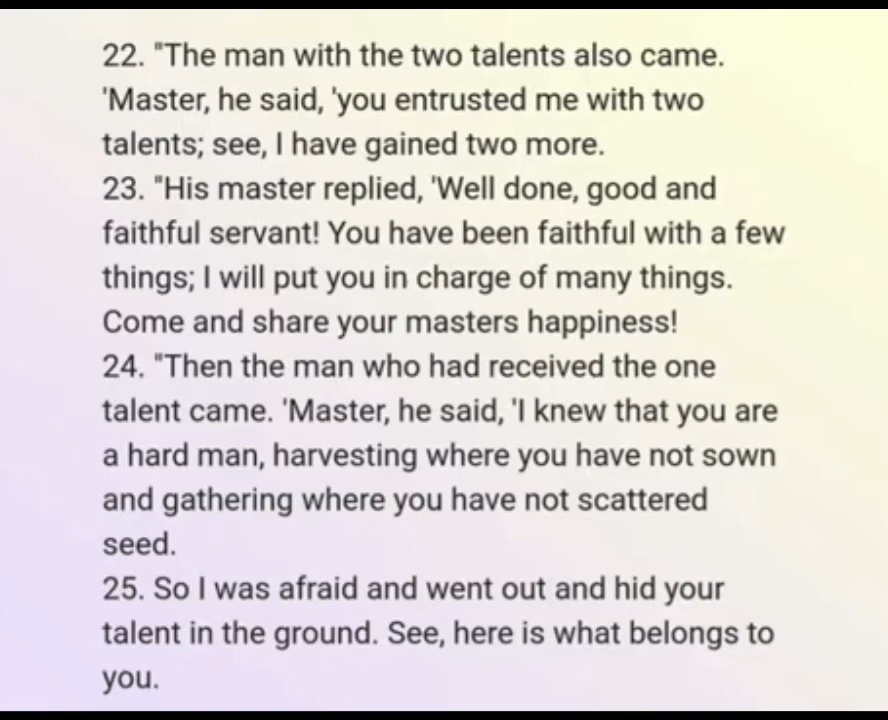 22. "The man with the two talents also came.
'Master, he said, 'you entrusted me with two
talents; see, I have gained two more.
23. "His master replied, 'Well done, good and
faithful servant! You have been faithful with a few
things; I will put you in charge of many things.
Come and share your masters happiness!
24. "Then the man who had received the one
talent came. 'Master, he said, 'I knew that you are
a hard man, harvesting where you have not sown
and gathering where you have not scattered
seed.
25. So I was afraid and went out and hid your
talent in the ground. See, here is what belongs to
you.